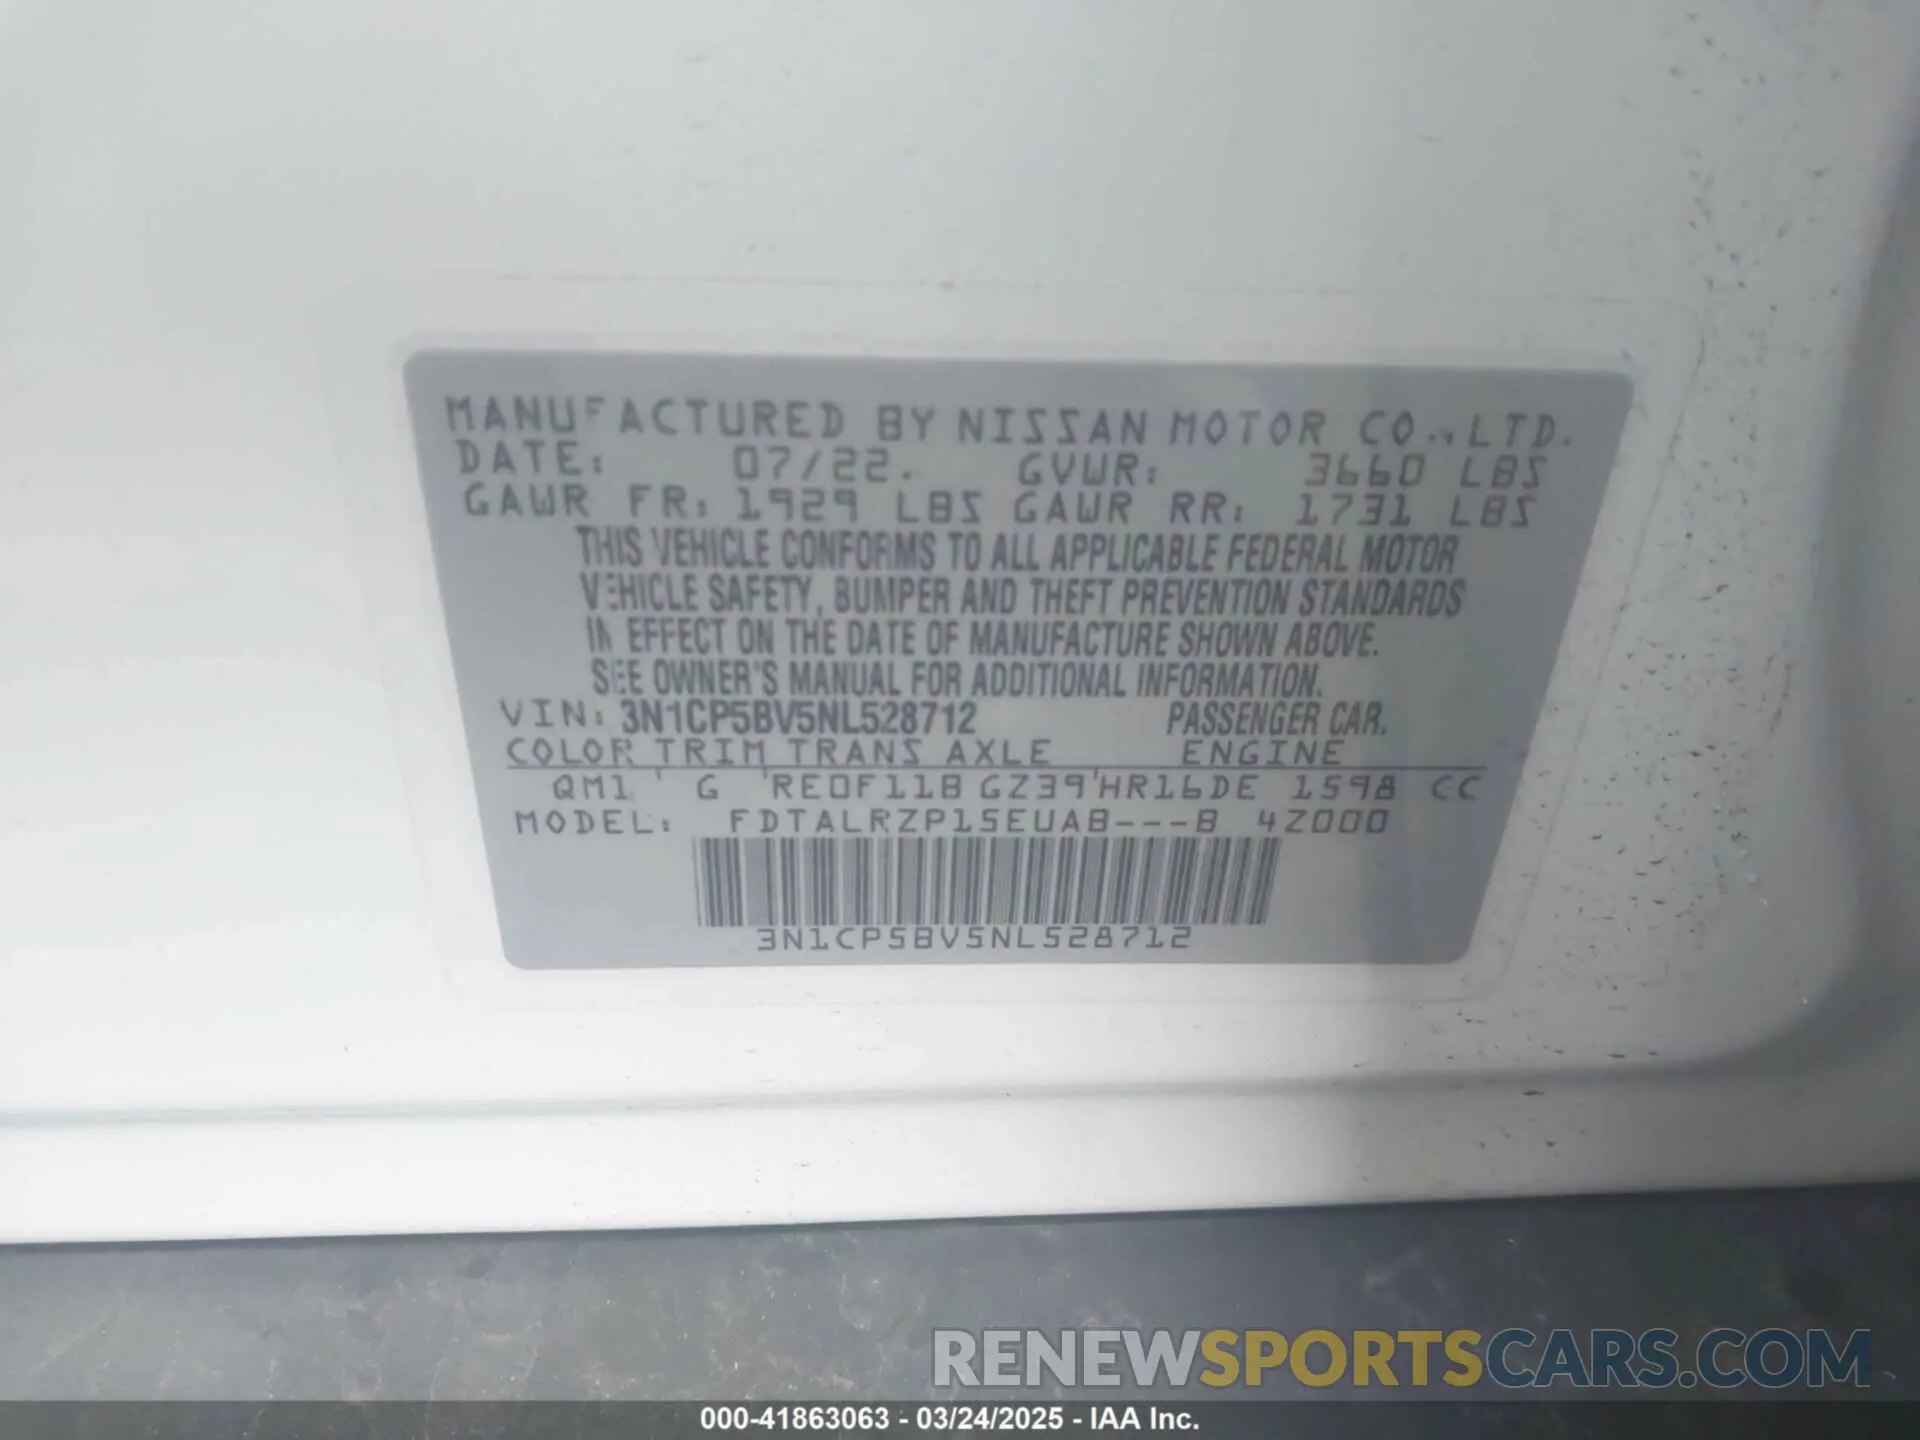 MANUFACTURED BY NISSAN MOTOR CO., LTD.
DATE: 07/22. GVWR: 3660 LBS
GAWR FR: 1929 LBS GAWR RR: 1731 LBS
THIS VEHICLE CONFORMS TO ALL APPLICABLE FEDERAL MOTOR
VEHICLE SAFETY, BUMPER AND THEFT PREVENTION STANDARDS
IN EFFECT ON THE DATE OF MANUFACTURE SHOWN ABOVE.
SEE OWNER'S MANUAL FOR ADDITIONAL INFORMATION.
VIN: 3N1CP5BV5NL528712 PASSENGER CAR.
COLOR TRIM TRANS AXLE ENGINE
QM1 ' G 'RE0F11B GZ39'HR16DE 1598 CC
MODEL: FDTALRZP15EUAB---B 4Z000
3N1CP5BV5NL528712
RENEWSPORTSCARS.COM
000-41863063 - 03/24/2025 - IAA Inc.